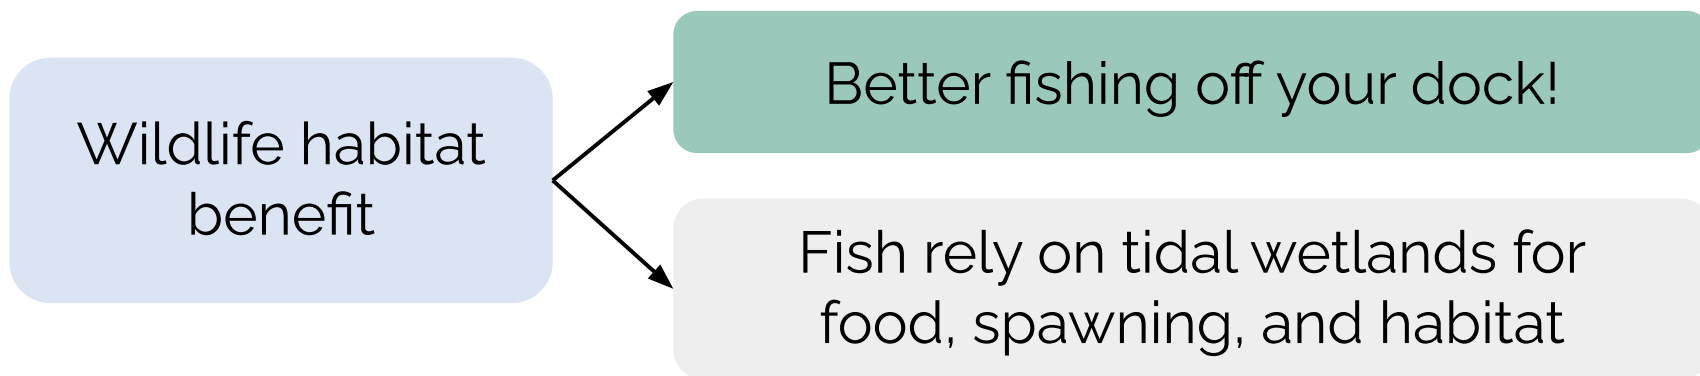 Wildlife habitat
benefit
Better fishing off your dock!
Fish rely on tidal wetlands for
food, spawning, and habitat